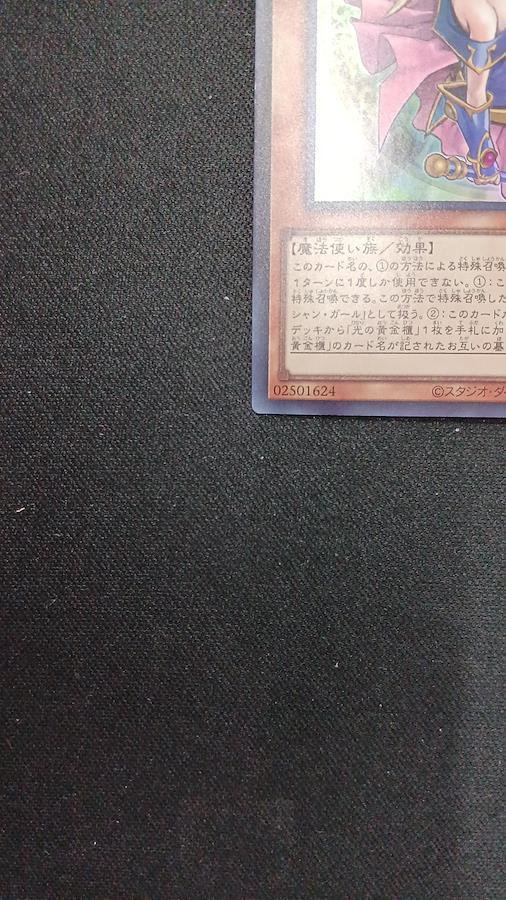 【魔法使い族／効果】
このカード名の、①の方法による特殊召喚
1ターンに1度しか使用できない。①：こ
特殊召喚できる。この方法で特殊召喚した
シャン・ガール」として扱う。②：このカードが
デッキから「光の黄金櫃」1枚を手札に加
黄金櫃」のカード名が記されたお互いの墓
02501624
©スタジオ・ダ